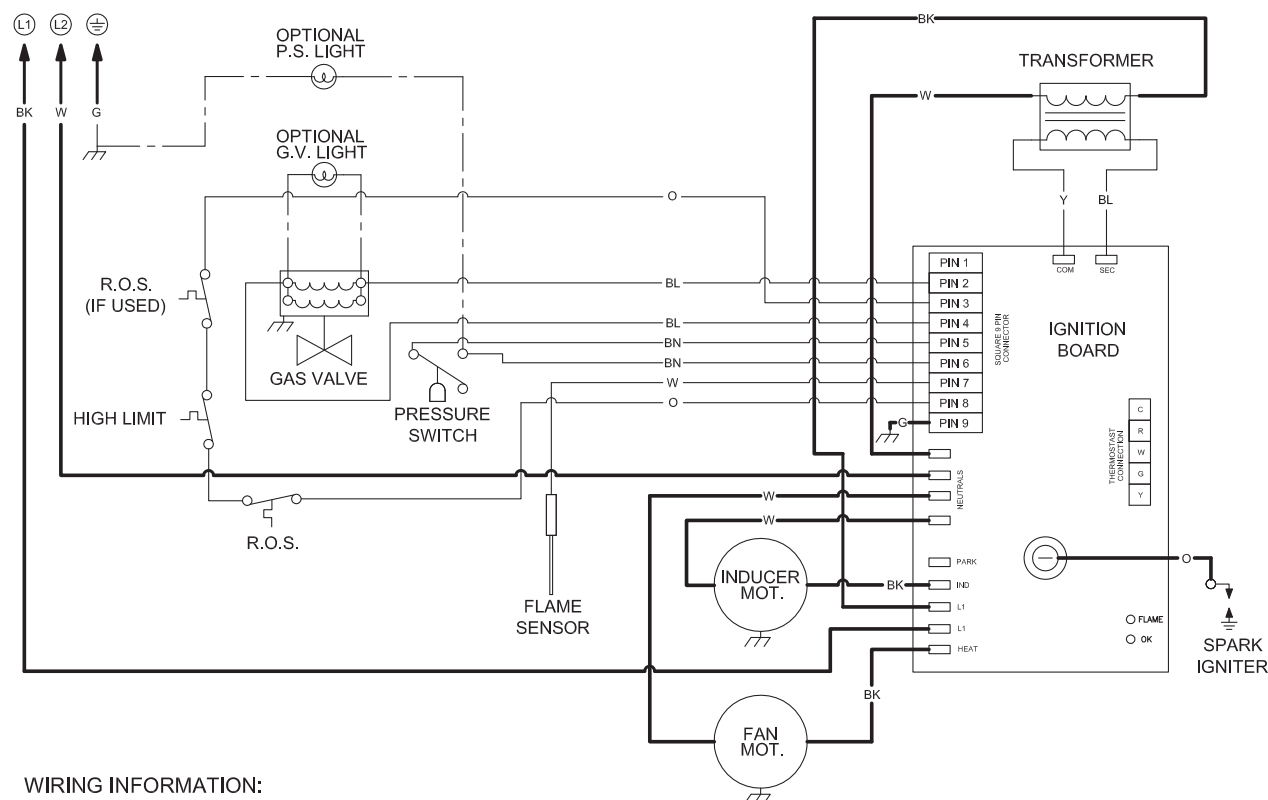 L1
L2
BK
W
G
OPTIONAL
P.S. LIGHT
OPTIONAL
G.V. LIGHT
R.O.S.
(IF USED)
HIGH LIMIT
R.O.S.
GAS VALVE
PRESSURE
SWITCH
FLAME
SENSOR
O
BL
BL
BN
BN
W
O
G
BK
W
TRANSFORMER
Y
BL
COM
SEC
PIN 1
PIN 2
PIN 3
PIN 4
PIN 5
PIN 6
PIN 7
PIN 8
PIN 9
SQUARE 9 PIN
CONNECTOR
IGNITION
BOARD
THERMOSTAST
CONNECTION
C
R
W
G
Y
NEUTRALS
W
W
INDUCER
MOT.
BK
PARK
IND
L1
L1
HEAT
BK
FAN
MOT.
O
FLAME
OK
SPARK
IGNITER
WIRING INFORMATION: